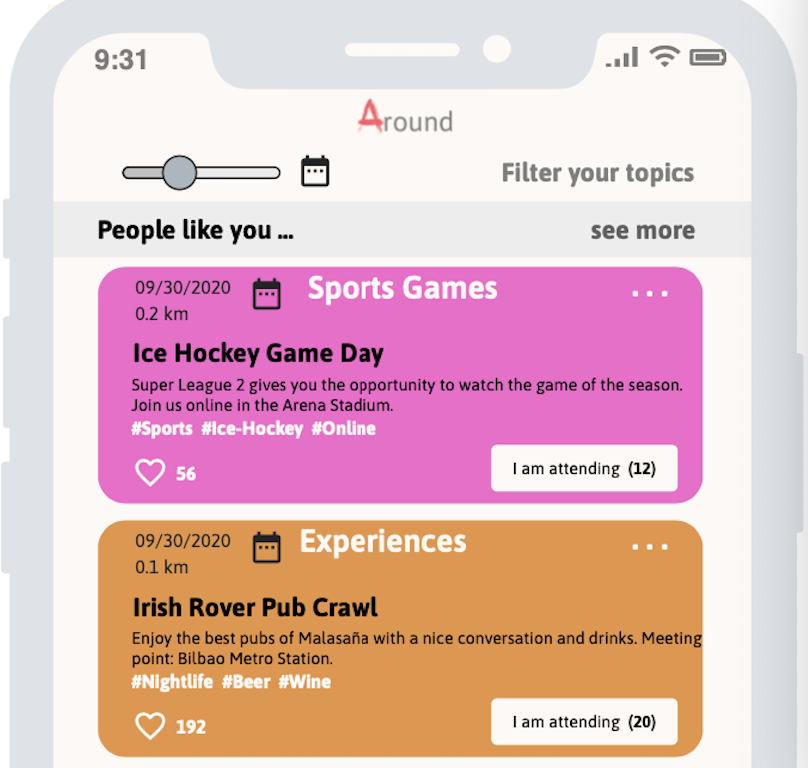 9:31
Around
Filter your topics
People like you ... see more
09/30/2020 Sports Games ...
0.2 km
Ice Hockey Game Day
Super League 2 gives you the opportunity to watch the game of the season.
Join us online in the Arena Stadium.
#Sports #Ice-Hockey #Online
56 I am attending (12)
09/30/2020 Experiences ...
0.1 km
Irish Rover Pub Crawl
Enjoy the best pubs of Malasaña with a nice conversation and drinks. Meeting
point: Bilbao Metro Station.
#Nightlife #Beer #Wine
192 I am attending (20)